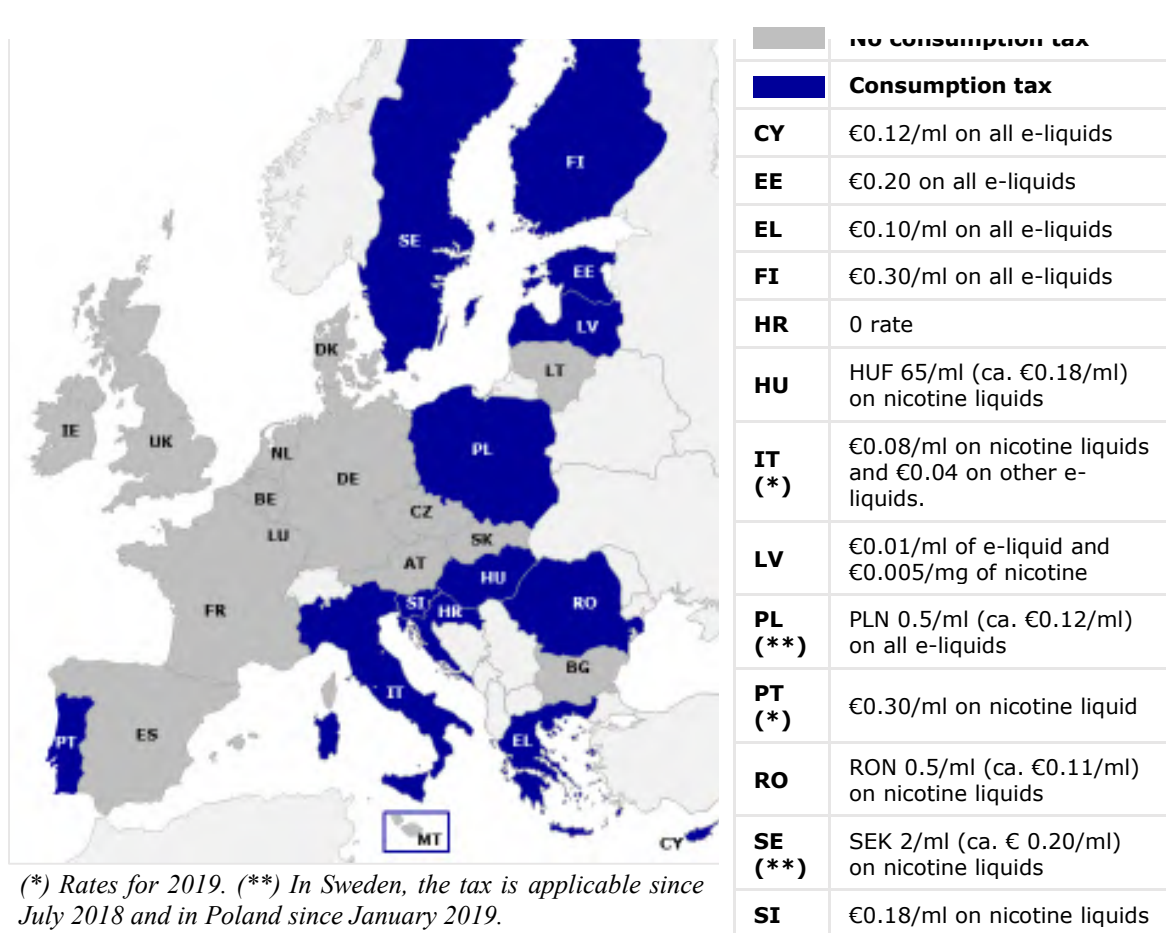 FI
SE
EE
LV
DK
LT
IE
UK
NL
PL
DE
BE
CZ
LU
SK
AT
HU
FR
SI
HR
RO
BG
IT
PT
ES
EL
MT
CY
(*) Rates for 2019. (**) In Sweden, the tax is applicable since
July 2018 and in Poland since January 2019.
No consumption tax
Consumption tax
CY €0.12/ml on all e-liquids
EE €0.20 on all e-liquids
EL €0.10/ml on all e-liquids
FI €0.30/ml on all e-liquids
HR 0 rate
HU HUF 65/ml (ca. €0.18/ml)
on nicotine liquids
IT (*) €0.08/ml on nicotine liquids
and €0.04 on other e-
liquids.
LV €0.01/ml of e-liquid and
€0.005/mg of nicotine
PL (**) PLN 0.5/ml (ca. €0.12/ml)
on all e-liquids
PT (*) €0.30/ml on nicotine liquid
RO RON 0.5/ml (ca. €0.11/ml)
on nicotine liquids
SE (**) SEK 2/ml (ca. € 0.20/ml)
on nicotine liquids
SI €0.18/ml on nicotine liquids